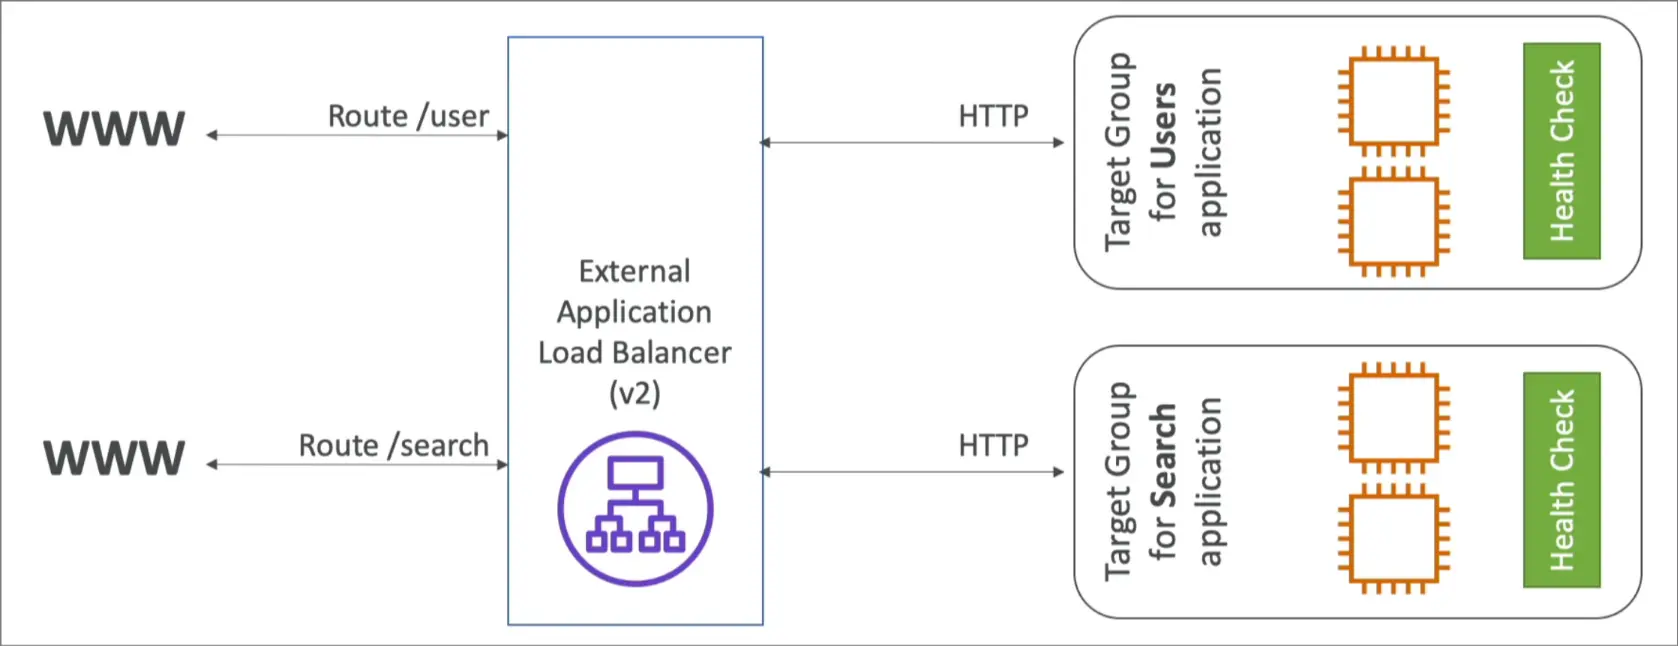 WWW
Route /user
HTTP
Target Group
for Users
application
Health Check
External
Application
Load Balancer
(v2)
WWW
Route /search
HTTP
Target Group
for Search
application
Health Check